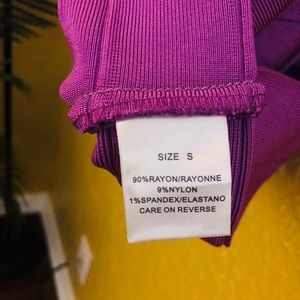 SIZE S
90%RAYON/RAYONNE
9%NYLON
1%SPANDEX/ELASTANO
CARE ON REVERSE